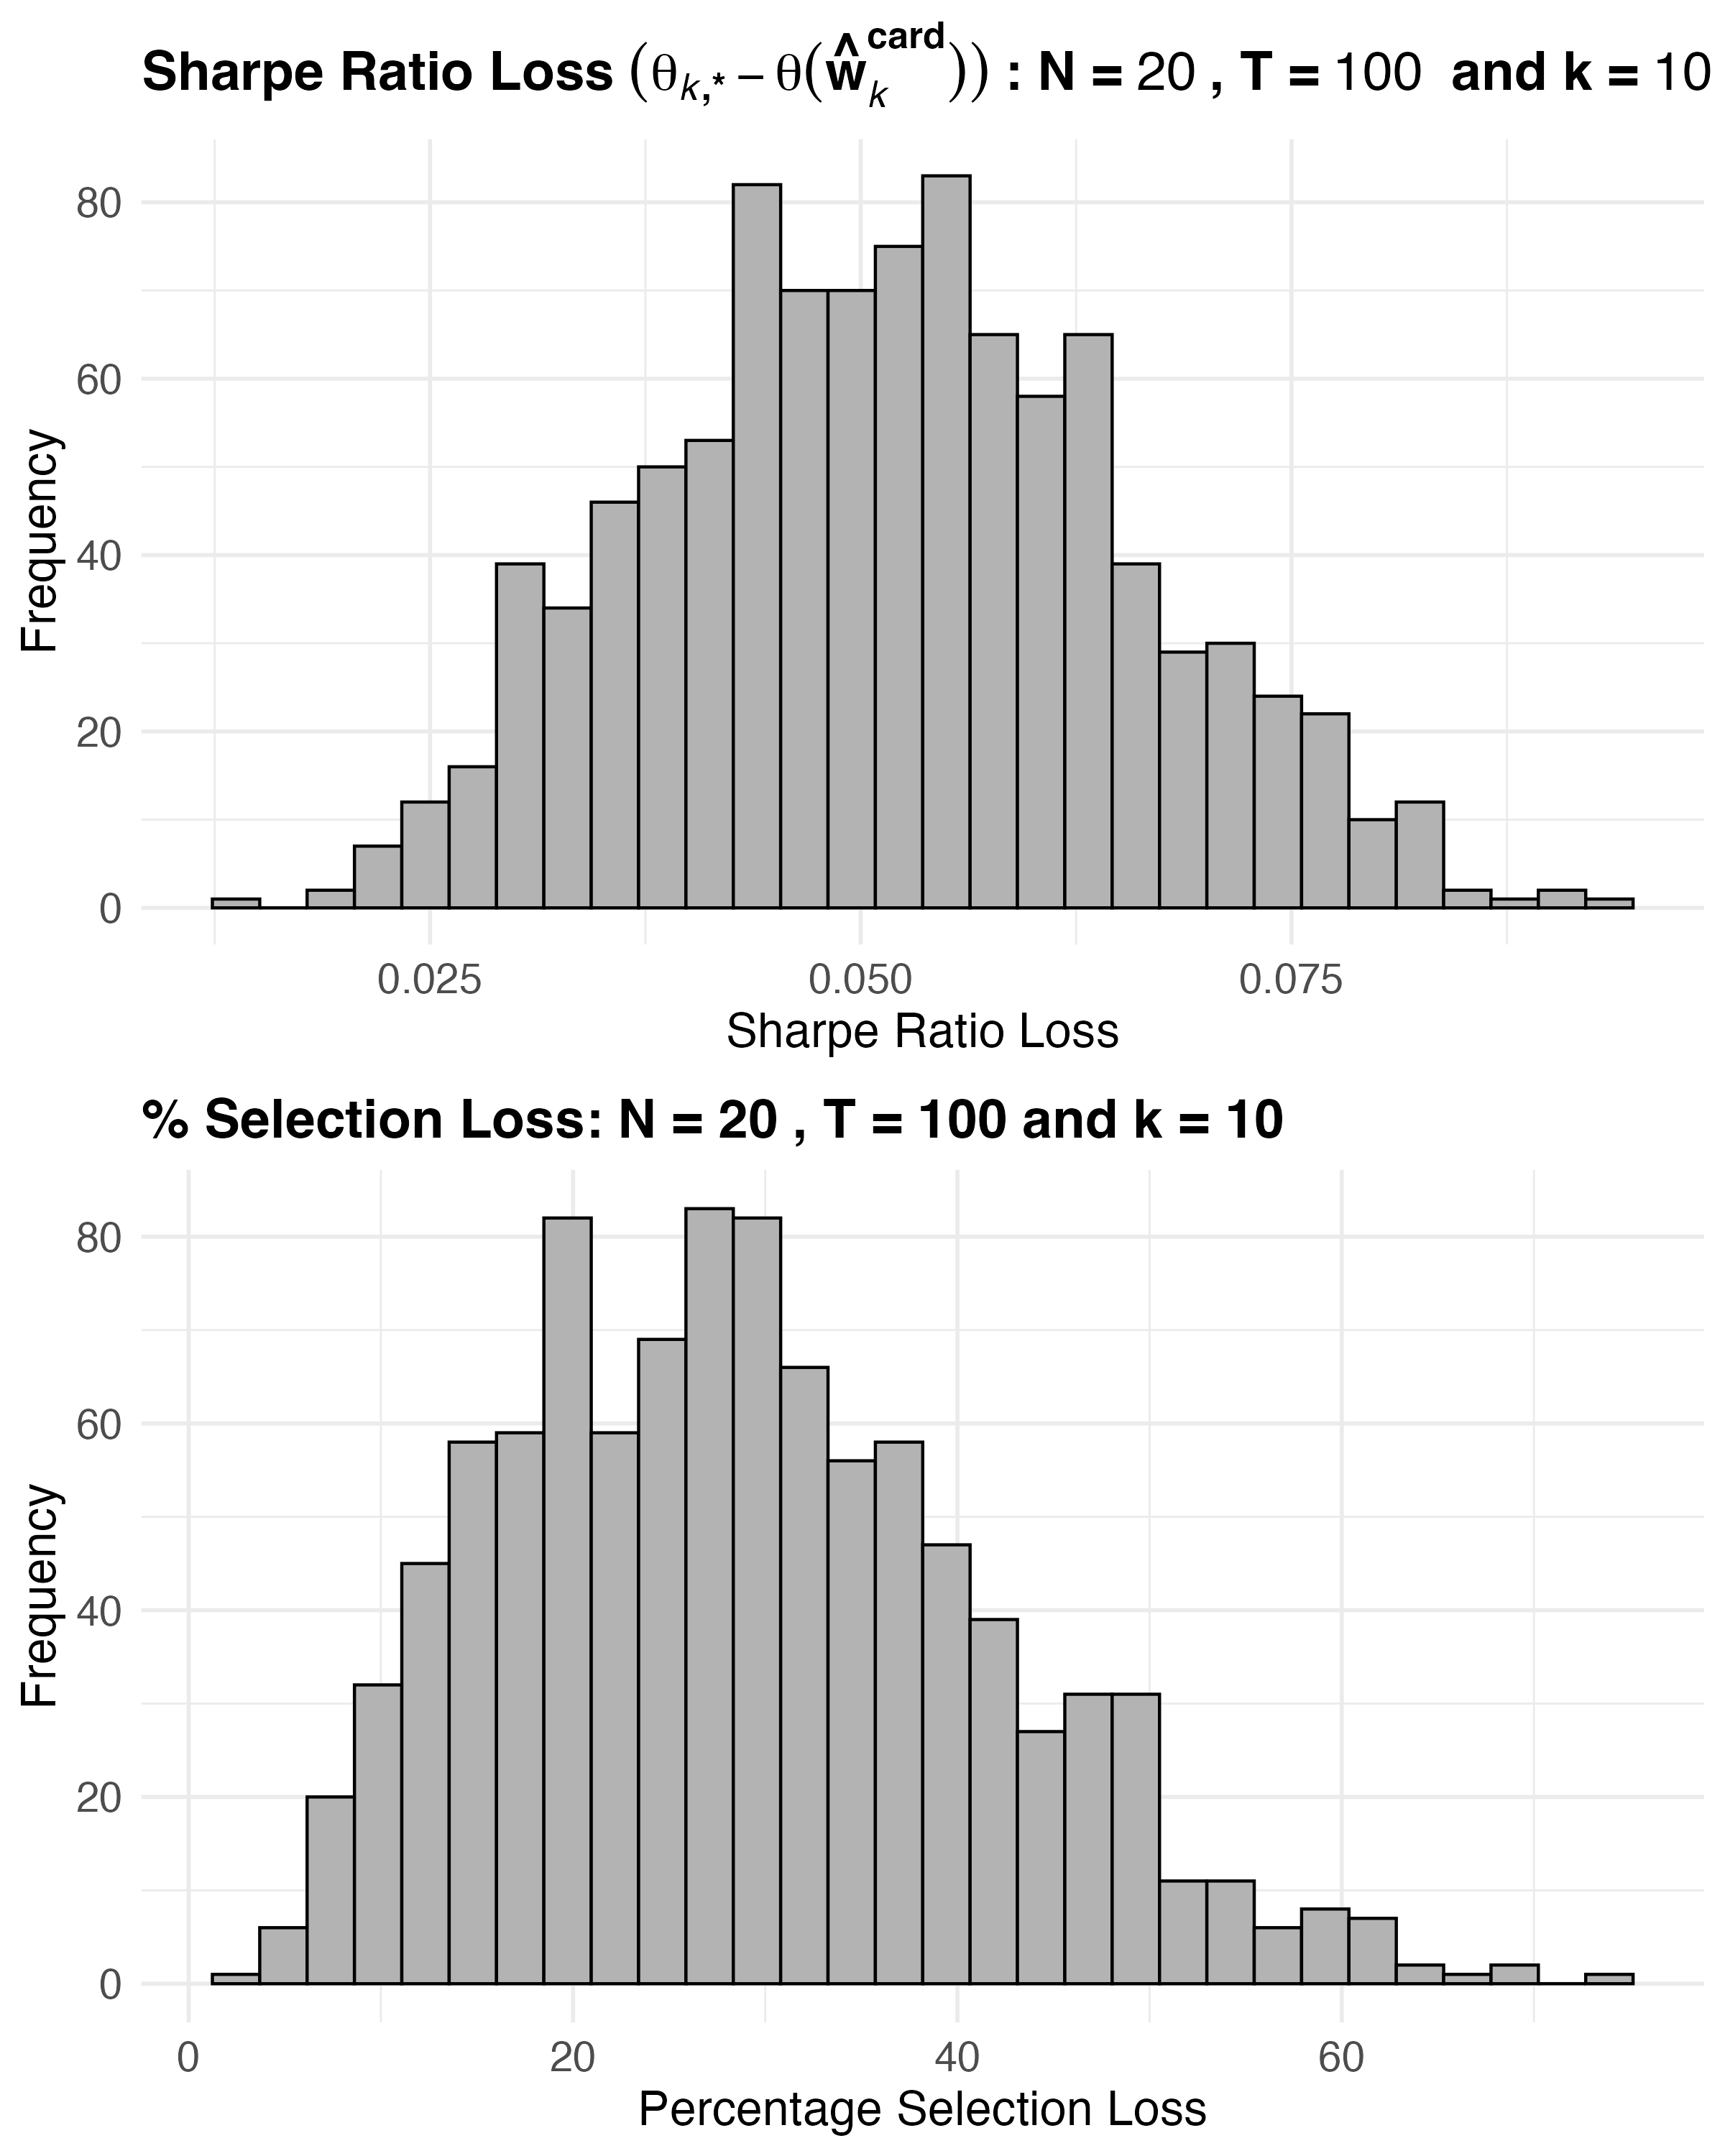 Sharpe Ratio Loss (θ_{k,*} − θ(ŵ_k^{card})) : N = 20 , T = 100 and k = 10
80
60
40
20
0
Frequency
0.025 0.050 0.075
Sharpe Ratio Loss
% Selection Loss: N = 20 , T = 100 and k = 10
80
60
40
20
0
Frequency
0 20 40 60
Percentage Selection Loss